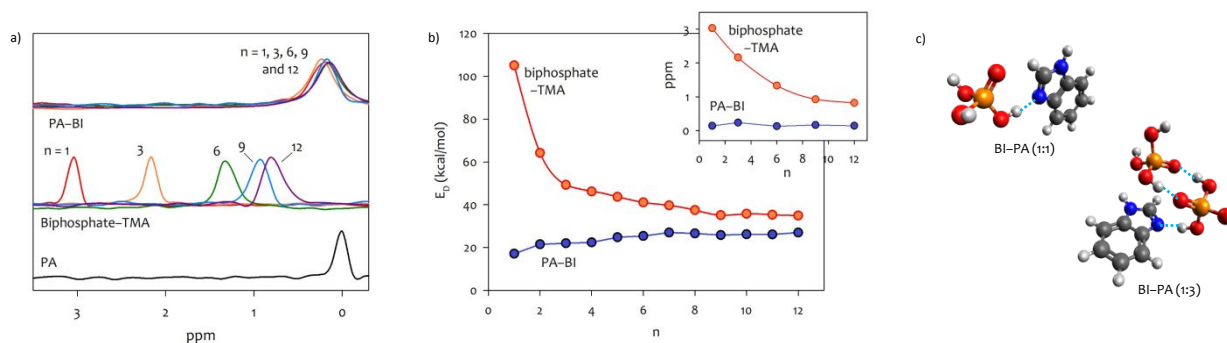 a)
n = 1, 3, 6, 9
and 12
PA–BI
n = 1
3
6
9
12
Biphosphate–TMA
PA
3
2
1
0
ppm
b)
120
100
80
60
40
20
0
E_D (kcal/mol)
biphosphate
–TMA
PA–BI
0
2
4
6
8
10
12
n
3
2
1
0
ppm
biphosphate
–TMA
PA–BI
0
2
4
6
8
10
12
n
c)
BI–PA (1:1)
BI–PA (1:3)